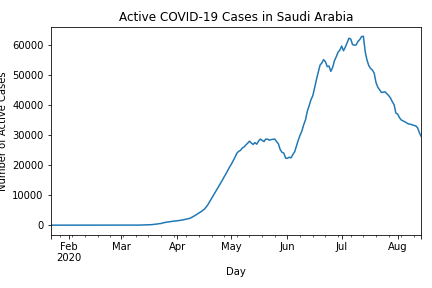 Active COVID-19 Cases in Saudi Arabia
60000
50000
40000
30000
20000
10000
0
Number of Active Cases
Feb
2020
Mar
Apr
May
Jun
Jul
Aug
Day